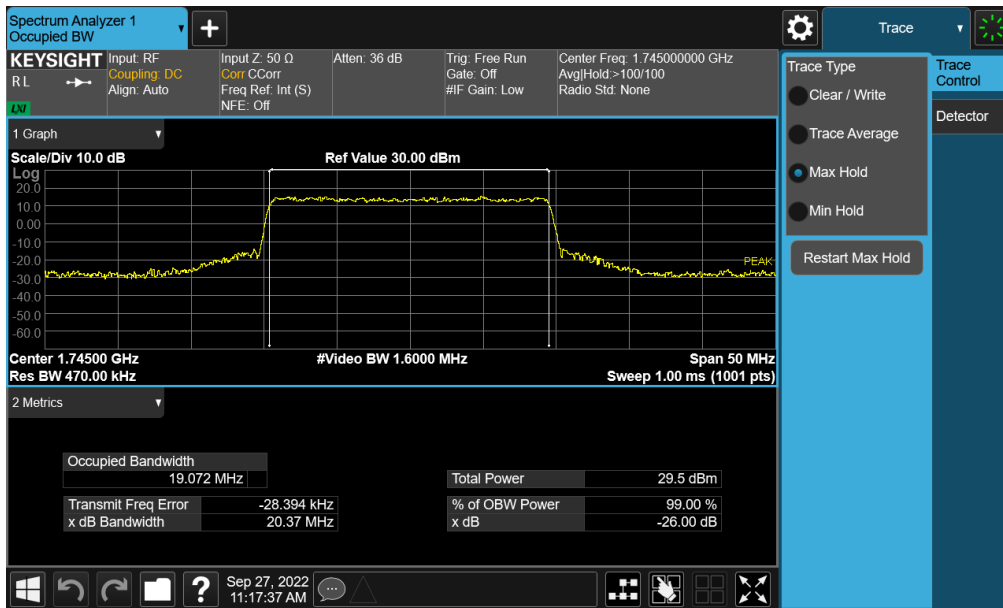 Spectrum Analyzer 1
Occupied BW
+
Trace
KEYSIGHT
R L
LXI
Input: RF
Coupling: DC
Align: Auto
Input Z: 50 Ω
Corr CCorr
Freq Ref: Int (S)
NFE: Off
Atten: 36 dB
Trig: Free Run
Gate: Off
#IF Gain: Low
Center Freq: 1.745000000 GHz
Avg|Hold:>100/100
Radio Std: None
Trace Type
Clear / Write
Trace Average
Max Hold
Min Hold
Restart Max Hold
Trace
Control
Detector
1 Graph
Scale/Div 10.0 dB
Ref Value 30.00 dBm
Log
20.0
10.0
0.00
-10.0
-20.0
-30.0
-40.0
-50.0
-60.0
PEAK
Center 1.74500 GHz
#Video BW 1.6000 MHz
Span 50 MHz
Res BW 470.00 kHz
Sweep 1.00 ms (1001 pts)
2 Metrics
Occupied Bandwidth
19.072 MHz
Total Power 29.5 dBm
Transmit Freq Error -28.394 kHz
% of OBW Power 99.00 %
x dB Bandwidth 20.37 MHz
x dB -26.00 dB
?
Sep 27, 2022
11:17:37 AM